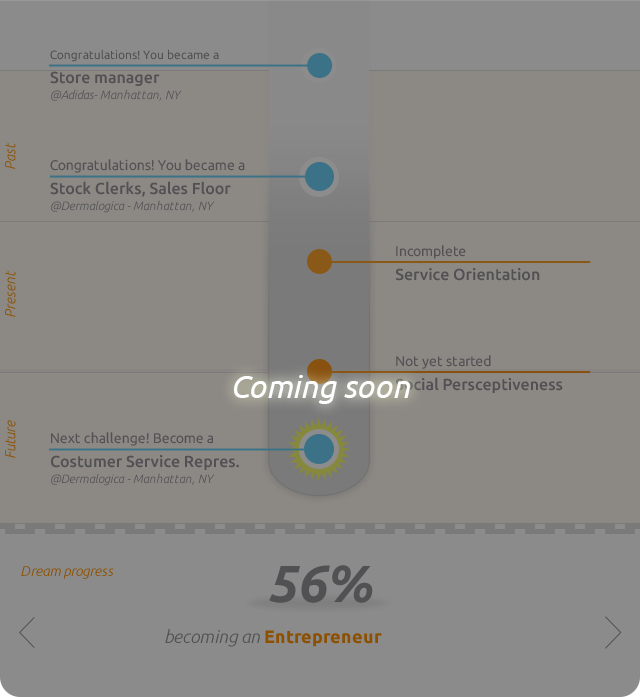 Congratulations! You became a
Store manager
@Adidas- Manhattan, NY
Past
Congratulations! You became a
Stock Clerks, Sales Floor
@Dermalogica - Manhattan, NY
Present
Incomplete
Service Orientation
Not yet started
Social Persceptiveness
Coming soon
Future
Next challenge! Become a
Costumer Service Repres.
@Dermalogica - Manhattan, NY
Dream progress
56%
becoming an Entrepreneur